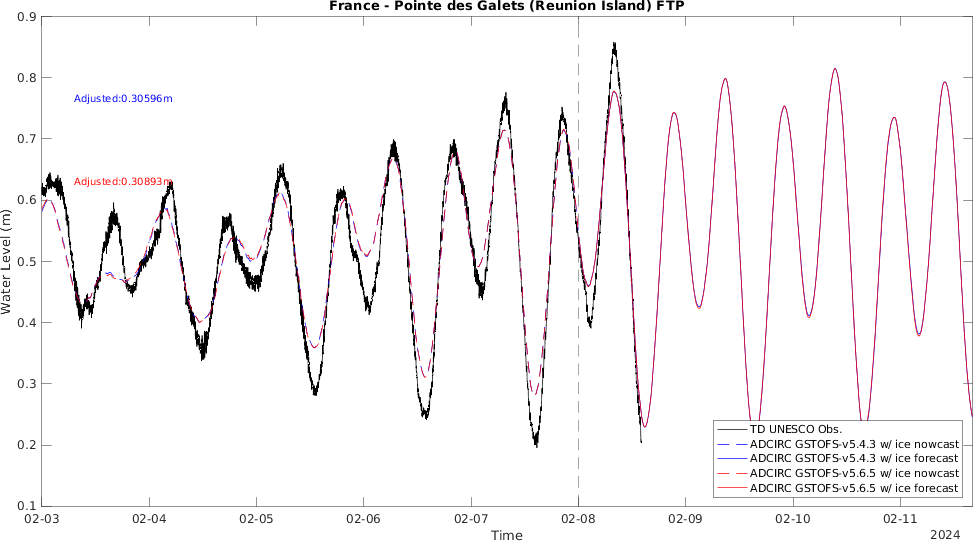 France - Pointe des Galets (Reunion Island) FTP
0.9
0.8
0.7
0.6
0.5
0.4
0.3
0.2
0.1
Water Level (m)
Adjusted:0.30596m
Adjusted:0.30893m
TD UNESCO Obs.
ADCIRC GSTOFS-v5.4.3 w/ ice nowcast
ADCIRC GSTOFS-v5.4.3 w/ ice forecast
ADCIRC GSTOFS-v5.6.5 w/ ice nowcast
ADCIRC GSTOFS-v5.6.5 w/ ice forecast
02-03 02-04 02-05 02-06 02-07 02-08 02-09 02-10 02-11
Time
2024